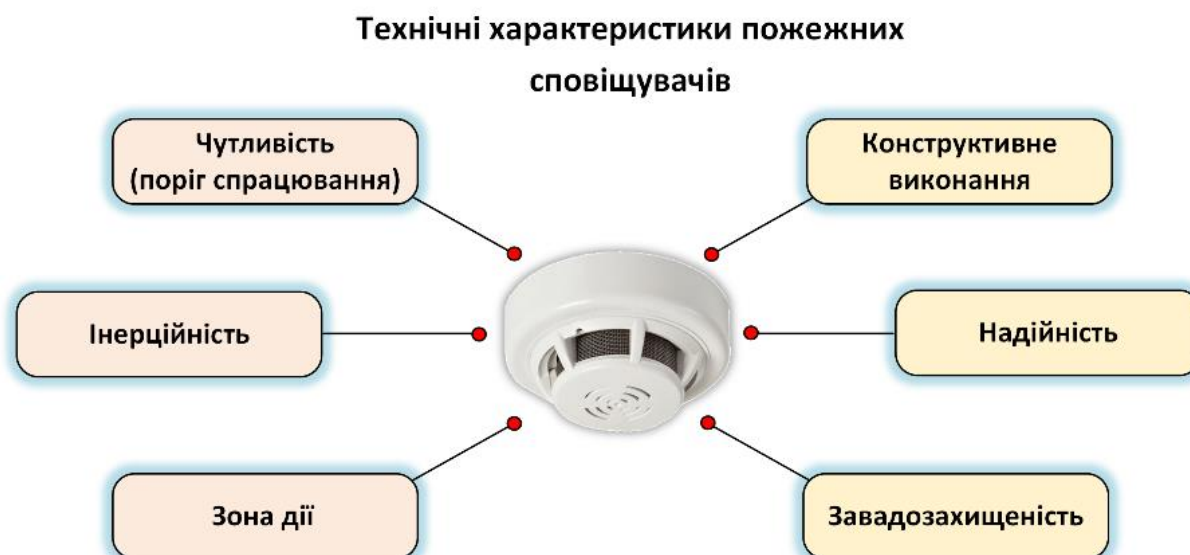 Технічні характеристики пожежних
сповіщувачів
Чутливість
(поріг спрацювання)
Конструктивне
виконання
Інерційність
Надійність
Зона дії
Завадозахищеність